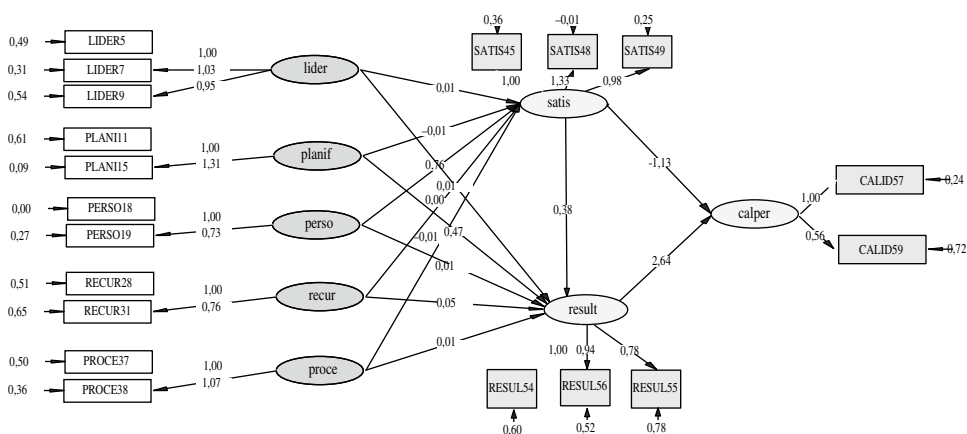 0,36
–0,01
0,25
SATIS45
SATIS48
SATIS49
0,49
LIDER5
0,31
LIDER7
0,54
LIDER9
1,00
1,03
0,95
lider
1,00
1,33
0,98
satis
0,01
0,61
PLANI11
0,09
PLANI15
1,00
1,31
planif
–0,01
0,76
0,01
0,00
-1,13
0,00
PERSO18
0,27
PERSO19
1,00
0,73
perso
–0,01
0,47
0,01
0,38
calper
1,00
0,56
CALID57
0,24
CALID59
0,72
2,64
0,51
RECUR28
0,65
RECUR31
1,00
0,76
recur
0,05
result
0,50
PROCE37
0,36
PROCE38
1,00
1,07
proce
0,01
1,00
0,94
0,78
RESUL54
RESUL56
RESUL55
0,60
0,52
0,78